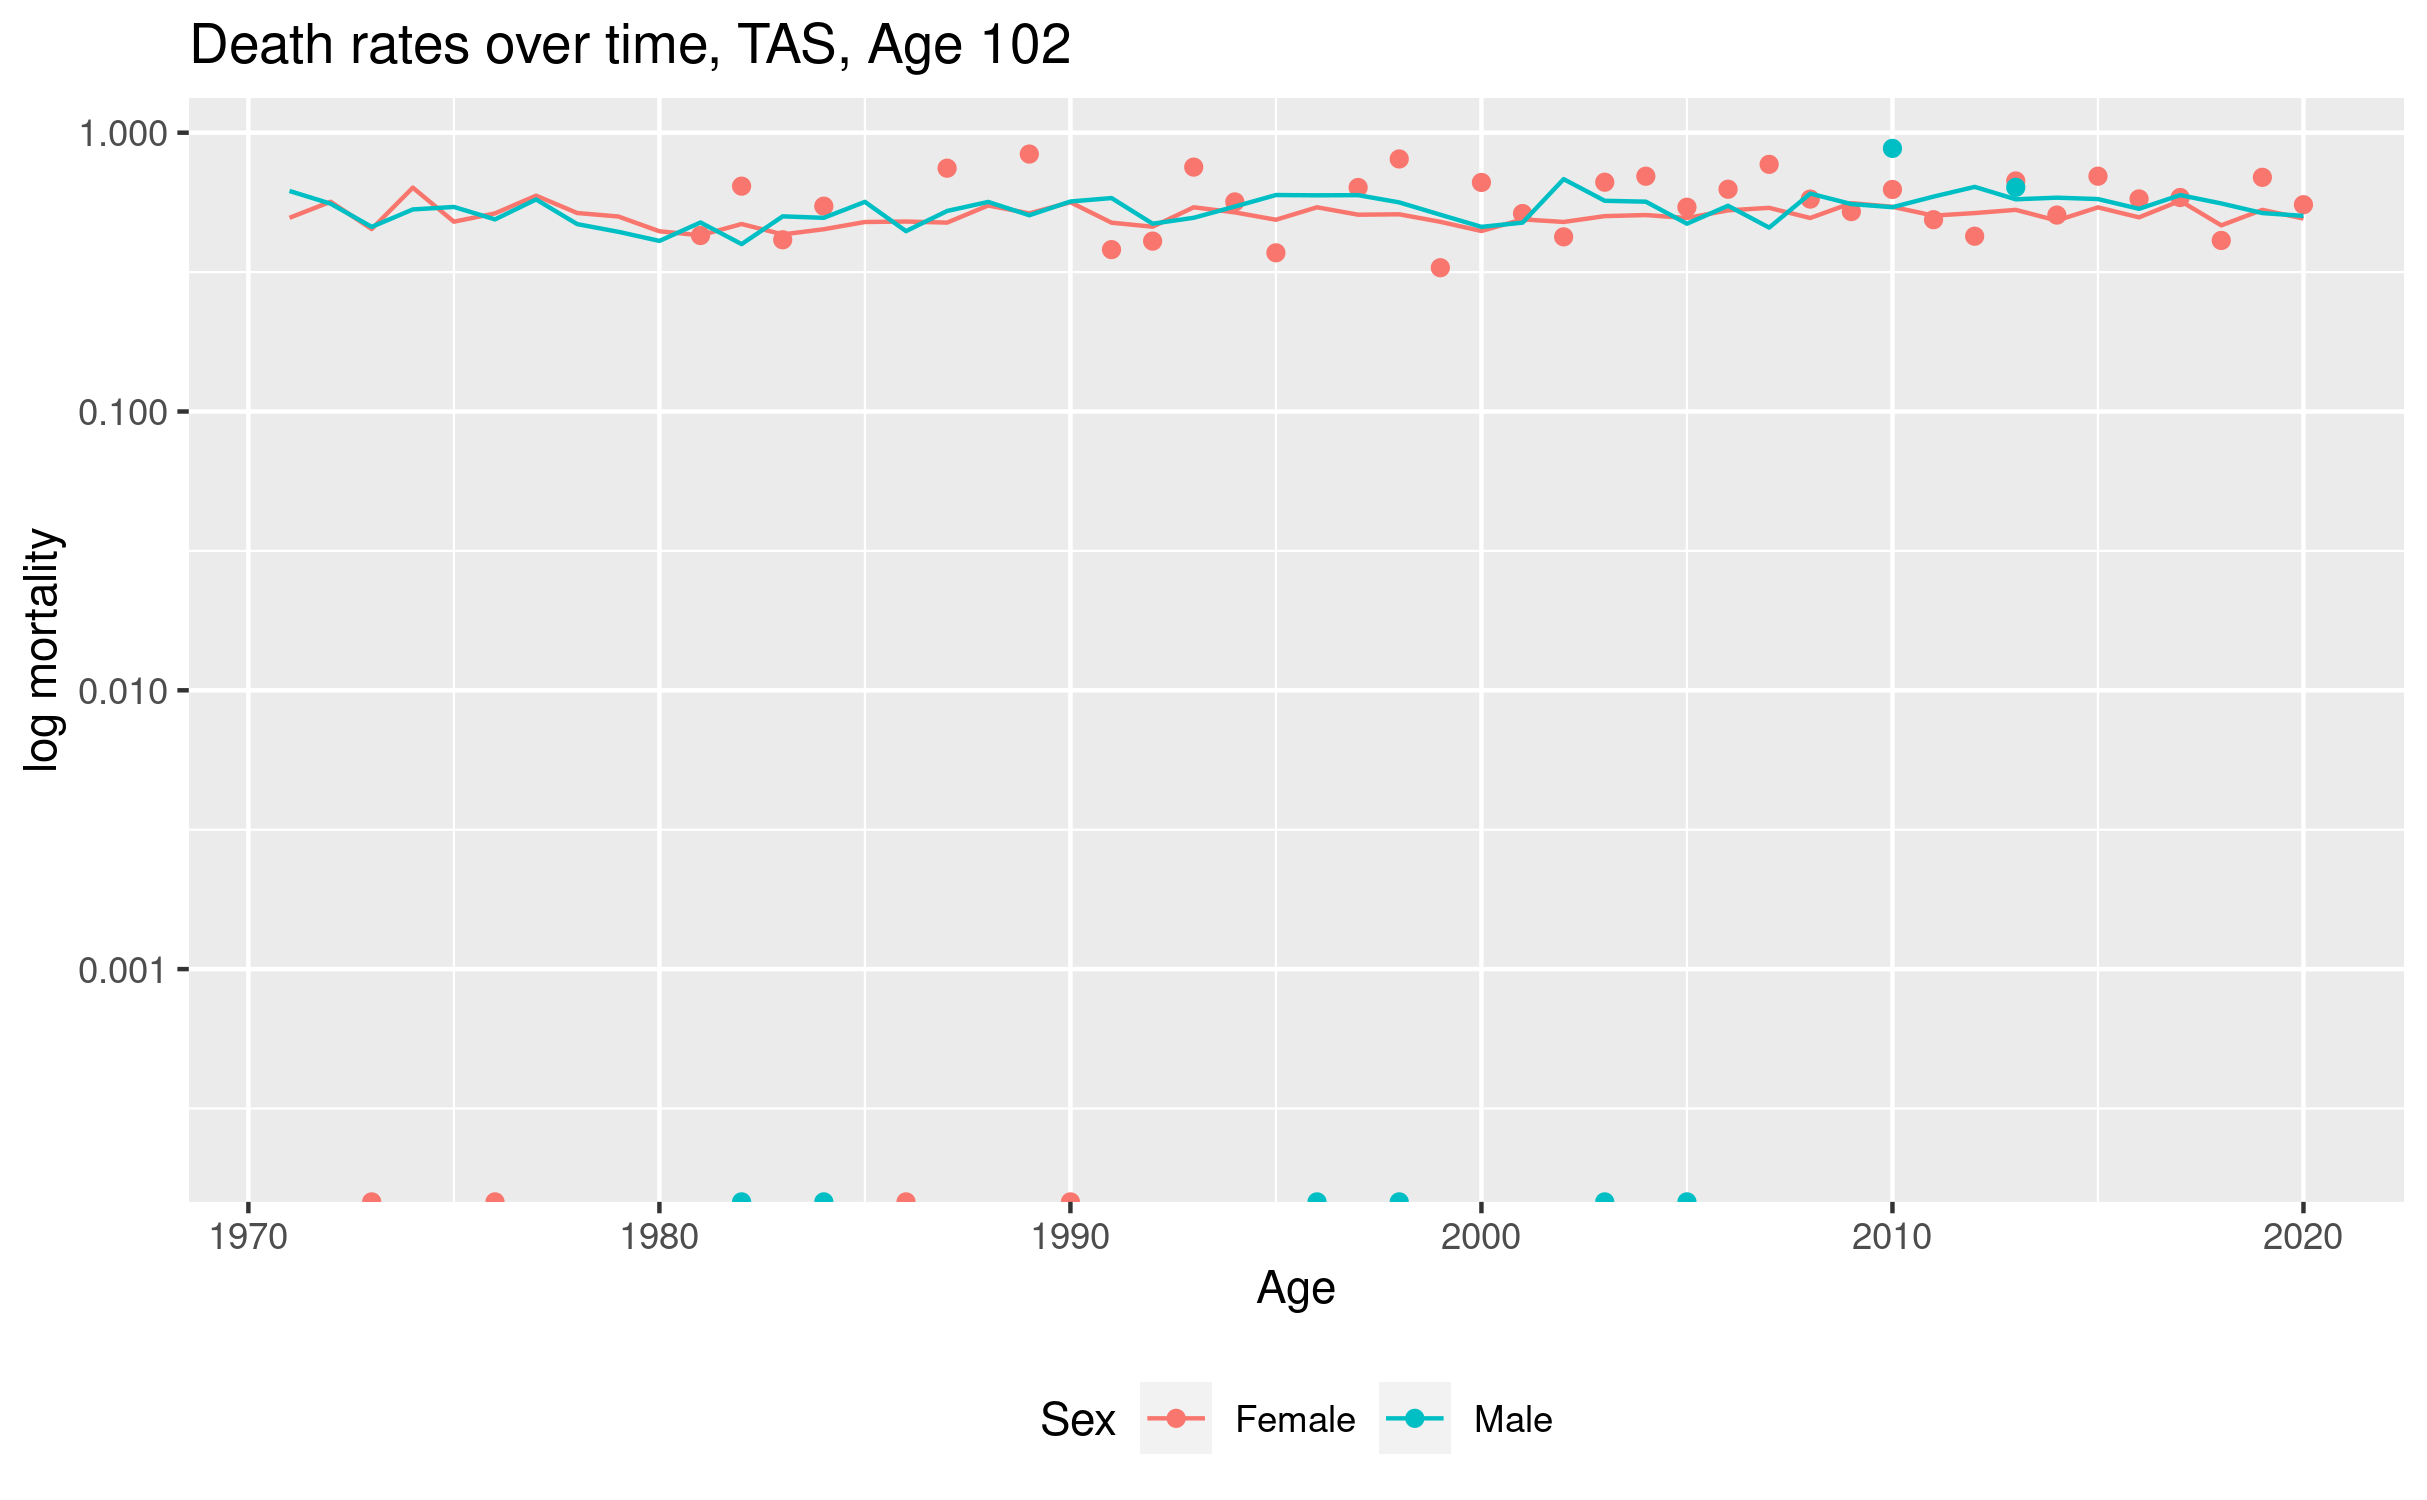 Death rates over time, TAS, Age 102
1.000
0.100
0.010
0.001
log mortality
1970 1980 1990 2000 2010 2020
Age
Sex Female Male